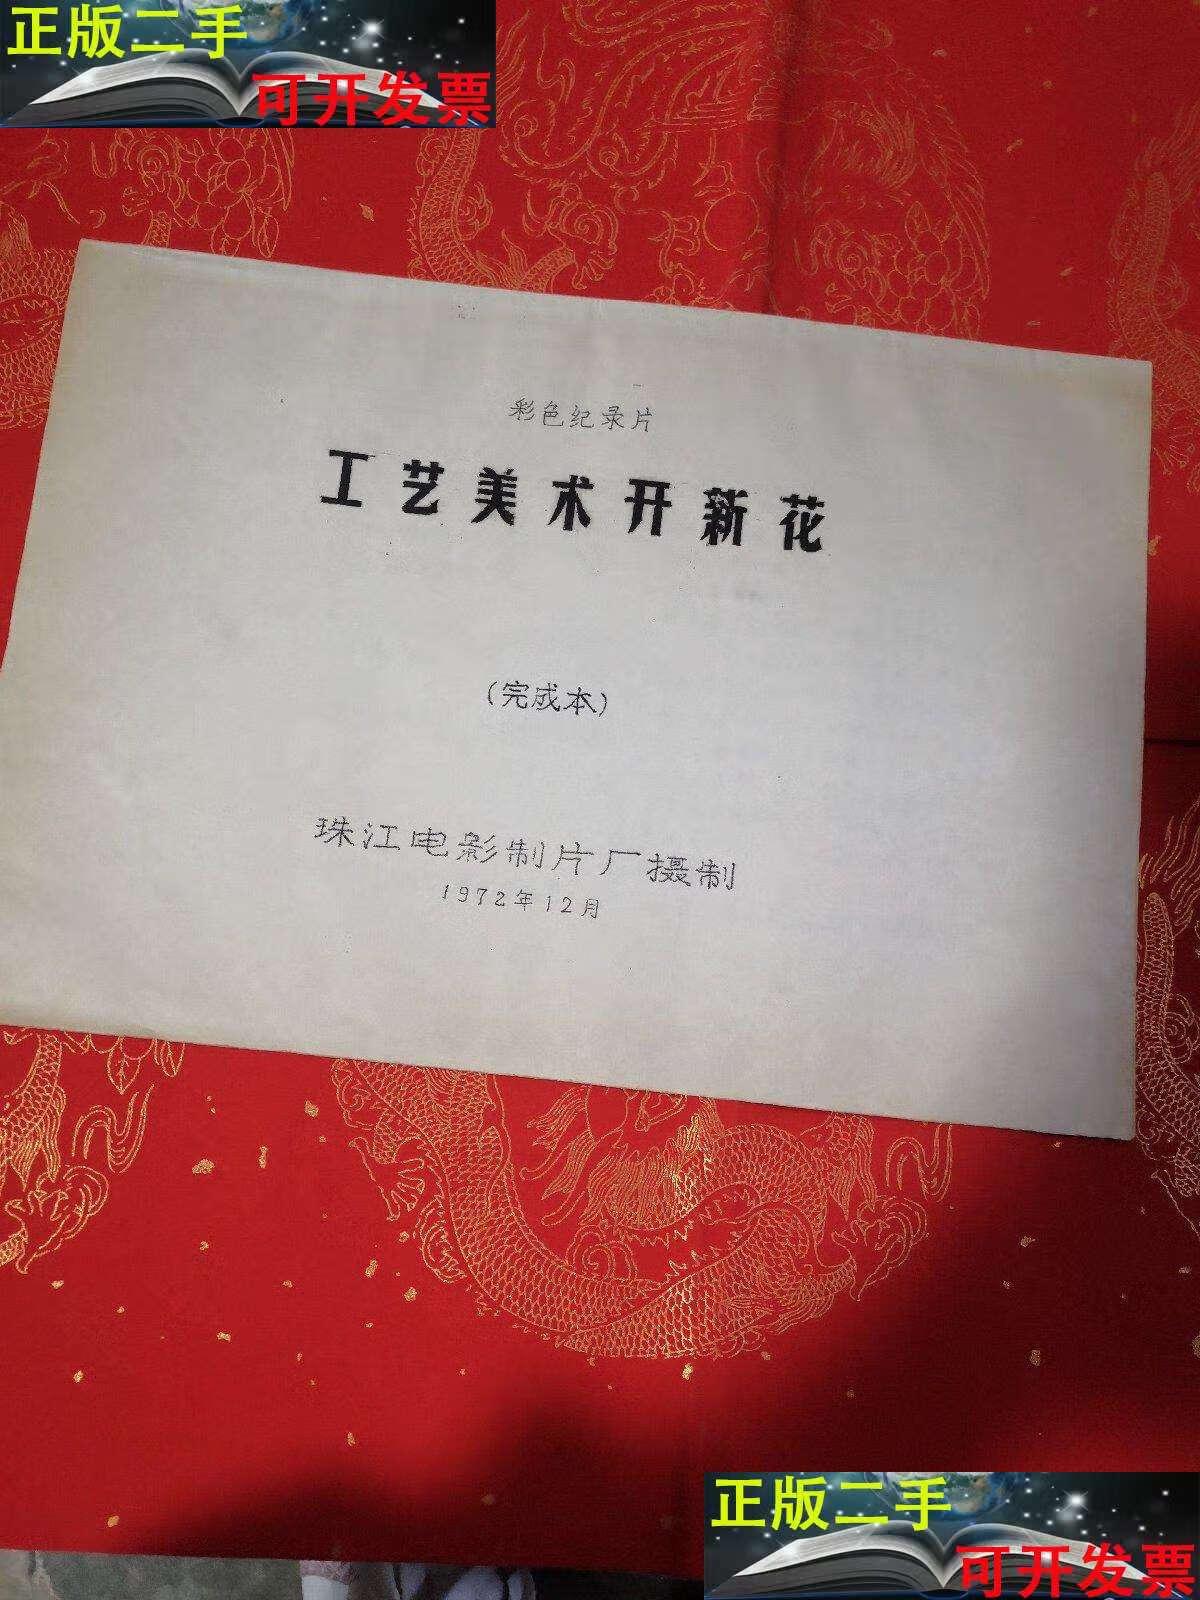 正版二手
可开发票
彩色纪录片
工艺美术开新花
(完成本)
珠江电影制片厂摄制
1972年12月
正版二手
可开发票